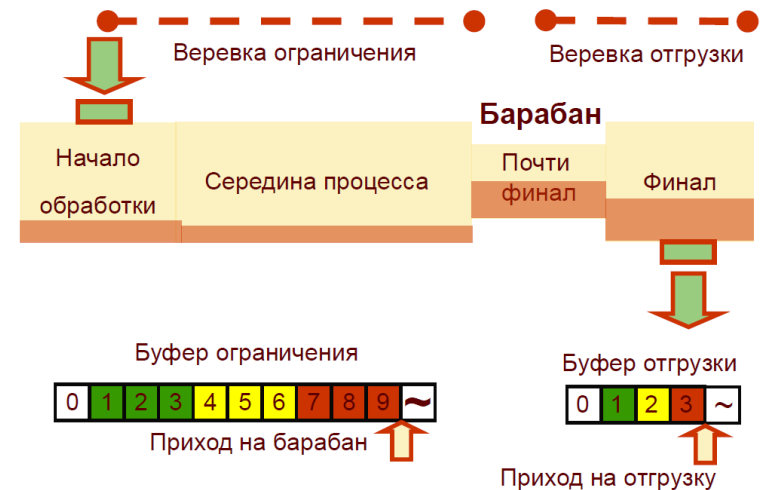 Веревка ограничения
Веревка отгрузки
Барабан
Начало
обработки
Середина процесса
Почти
финал
Финал
Буфер ограничения
0 1 2 3 4 5 6 7 8 9 ~
Приход на барабан
Буфер отгрузки
0 1 2 3 ~
Приход на отгрузку